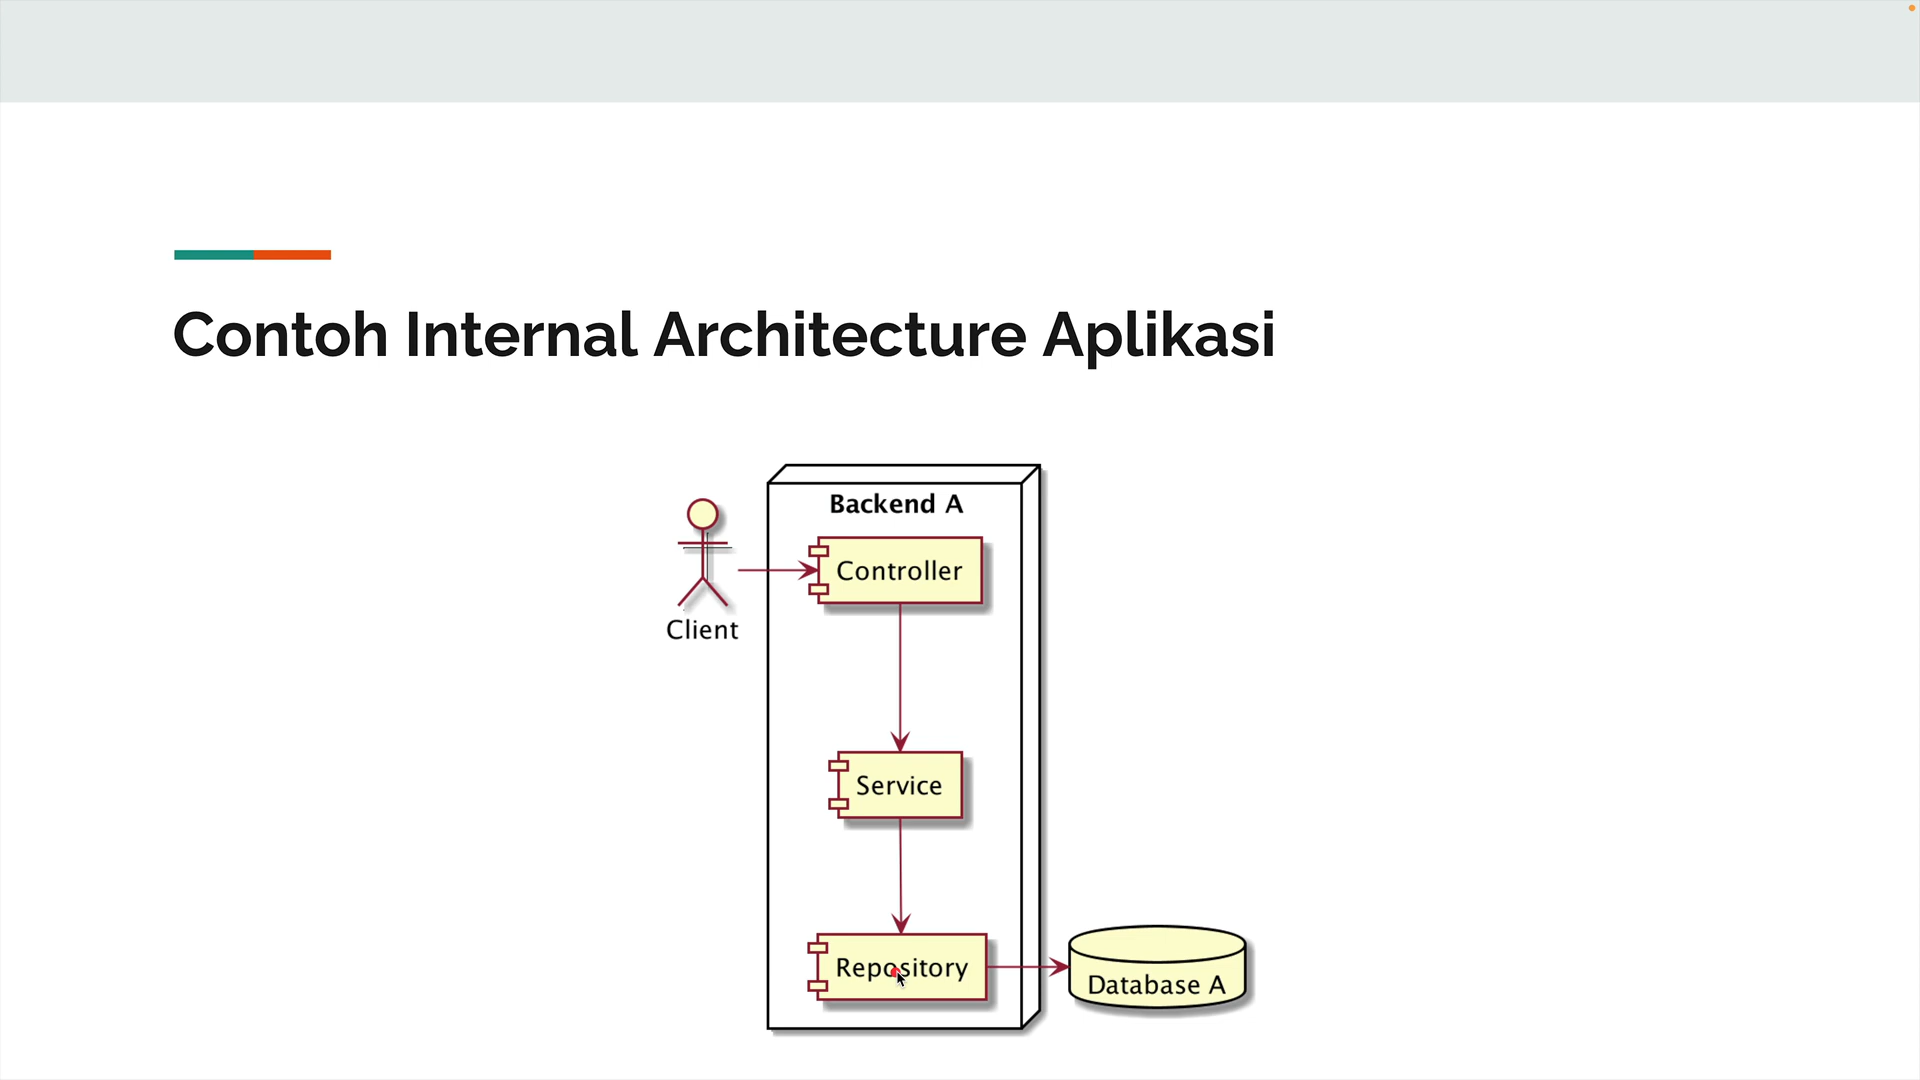 Contoh Internal Architecture Aplikasi
Backend A
Controller
Client
Service
Repository
Database A